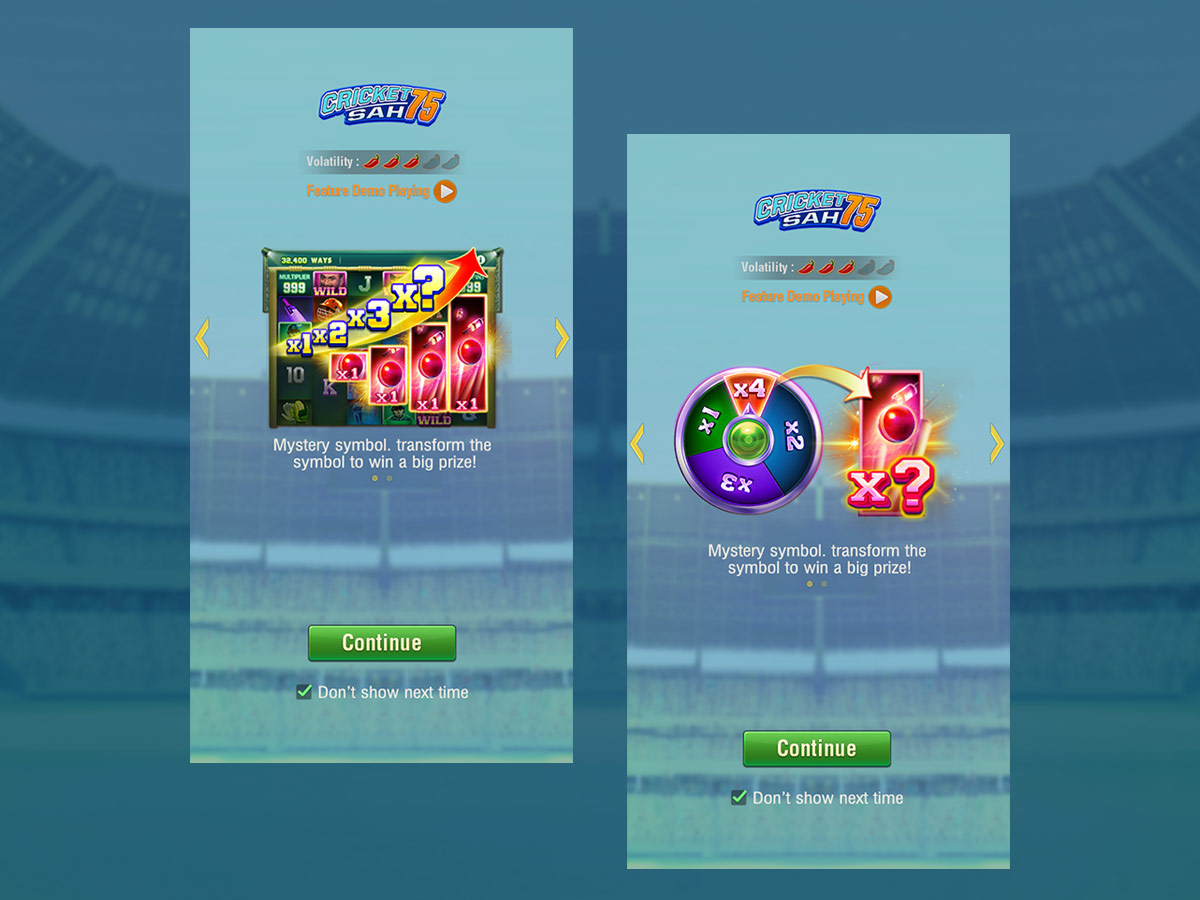 CRICKET
SAH 75
Volatility :
Feature Demo Playing
32,400 WAYS
MULTIPLIER
999
WILD
J
999
x1 x2 x3 x?
10
K
x1
x1
x1
x1
WILD
Mystery symbol. transform the
symbol to win a big prize!
Continue
Don't show next time
CRICKET
SAH 75
Volatility :
Feature Demo Playing
x4
x1
x2
x3
x?
Mystery symbol. transform the
symbol to win a big prize!
Continue
Don't show next time